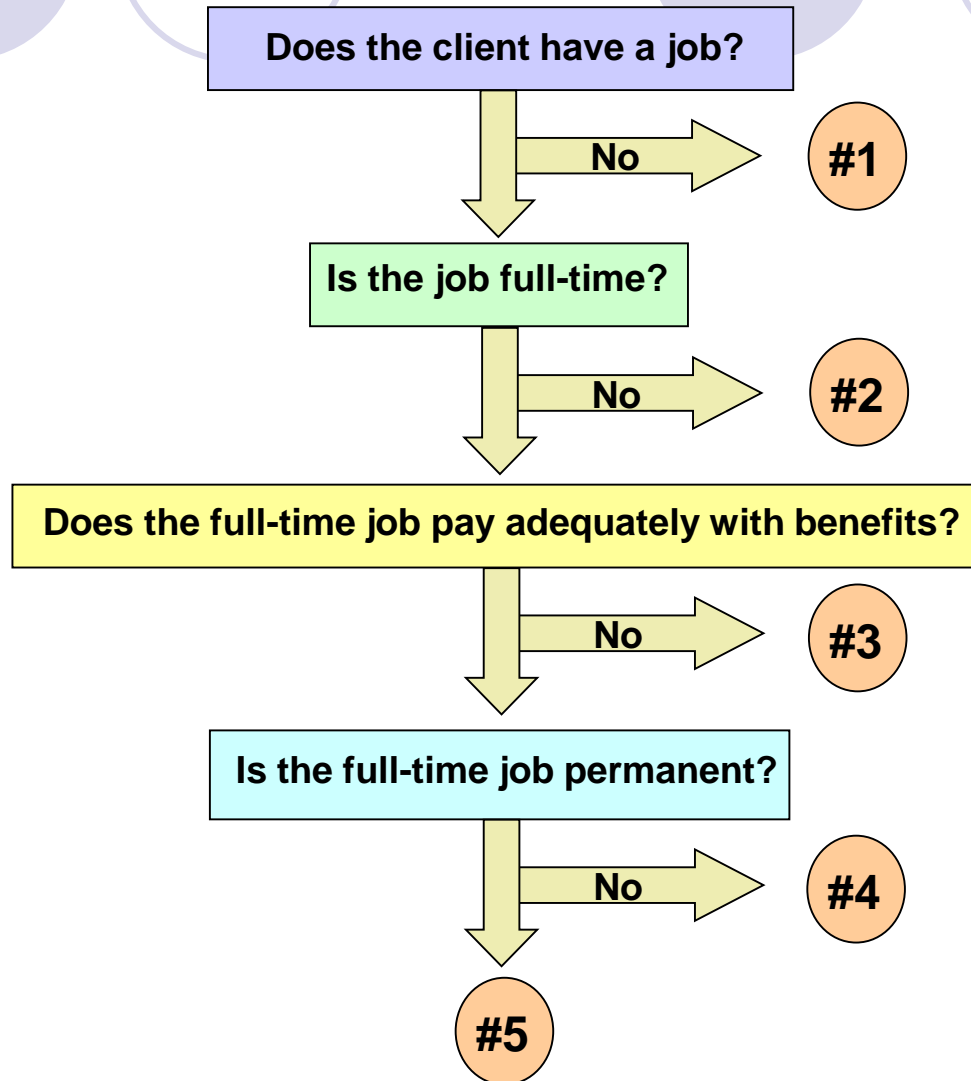 Does the client have a job?
No
#1
Is the job full-time?
No
#2
Does the full-time job pay adequately with benefits?
No
#3
Is the full-time job permanent?
No
#4
#5